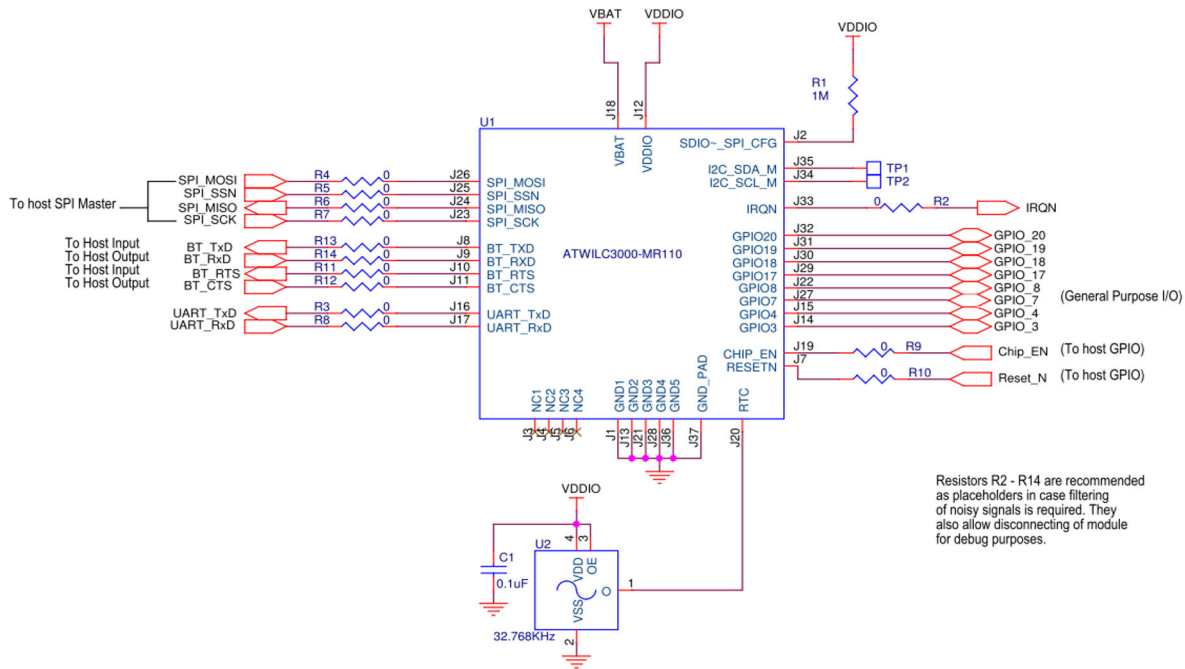 VBAT
VDDIO
VDDIO
R1
1M
J18
J12
U1
VBAT
VDDIO
SDIO~_SPI_CFG
J2
I2C_SDA_M
J35
TP1
I2C_SCL_M
J34
TP2
To host SPI Master
SPI_MOSI
R4
0
J26
SPI_MOSI
SPI_SSN
R5
0
J25
SPI_SSN
SPI_MISO
R6
0
J24
SPI_MISO
SPI_SCK
R7
0
J23
SPI_SCK
IRQN
J33
0
R2
IRQN
To Host Input
BT_TxD
R13
0
J8
BT_TXD
To Host Output
BT_RxD
R14
0
J9
BT_RXD
To Host Input
BT_RTS
R11
0
J10
BT_RTS
To Host Output
BT_CTS
R12
0
J11
BT_CTS
ATWILC3000-MR110
GPIO20
J32
GPIO_20
GPIO19
J31
GPIO_19
GPIO18
J30
GPIO_18
GPIO17
J29
GPIO_17
GPIO8
J22
GPIO_8
GPIO7
J27
GPIO_7
GPIO4
J15
GPIO_4
GPIO3
J14
GPIO_3
(General Purpose I/O)
UART_TxD
R3
0
J16
UART_TxD
UART_RxD
R8
0
J17
UART_RxD
CHIP_EN
J19
0
R9
Chip_EN
(To host GPIO)
RESETN
J7
0
R10
Reset_N
(To host GPIO)
NC1
NC2
NC3
NC4
GND1
GND2
GND3
GND4
GND5
GND_PAD
RTC
J3
J4
J5
J6
J1
J13
J21
J28
J36
J37
J20
Resistors R2 - R14 are recommended
as placeholders in case filtering
of noisy signals is required. They
also allow disconnecting of module
for debug purposes.
VDDIO
U2
4
3
C1
0.1uF
VDD
OE
VSS
O
1
32.768KHz
2